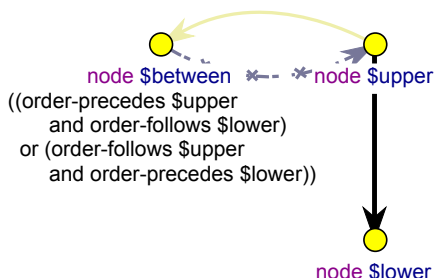 node $between
node $upper
((order-precedes $upper
and order-follows $lower)
or (order-follows $upper
and order-precedes $lower))
node $lower